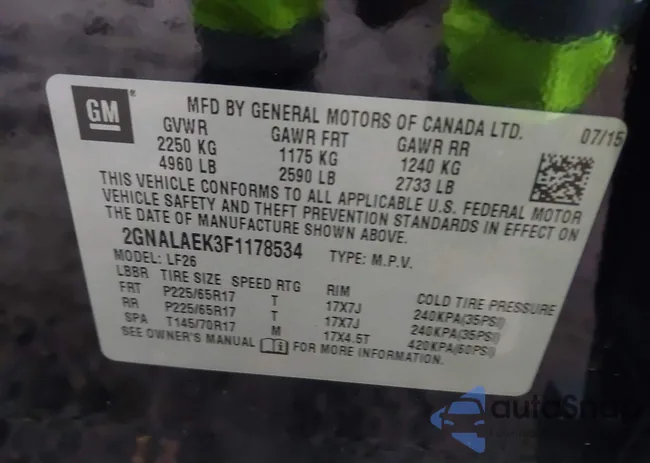 GM ®
MFD BY GENERAL MOTORS OF CANADA LTD. 07/15
GVWR GAWR FRT GAWR RR
2250 KG 1175 KG 1240 KG
4960 LB 2590 LB 2733 LB
THIS VEHICLE CONFORMS TO ALL APPLICABLE U.S. FEDERAL MOTOR
VEHICLE SAFETY AND THEFT PREVENTION STANDARDS IN EFFECT ON
THE DATE OF MANUFACTURE SHOWN ABOVE.
2GNALAEK3F1178534 TYPE: M.P.V.
MODEL: LF26
LBBR TIRE SIZE SPEED RTG RIM COLD TIRE PRESSURE
FRT P225/65R17 T 17X7J 240KPA(35PSI)
RR P225/65R17 T 17X7J 240KPA(35PSI)
SPA T145/70R17 M 17X4.5T 420KPA(60PSI)
SEE OWNER'S MANUAL FOR MORE INFORMATION.
autoSnap